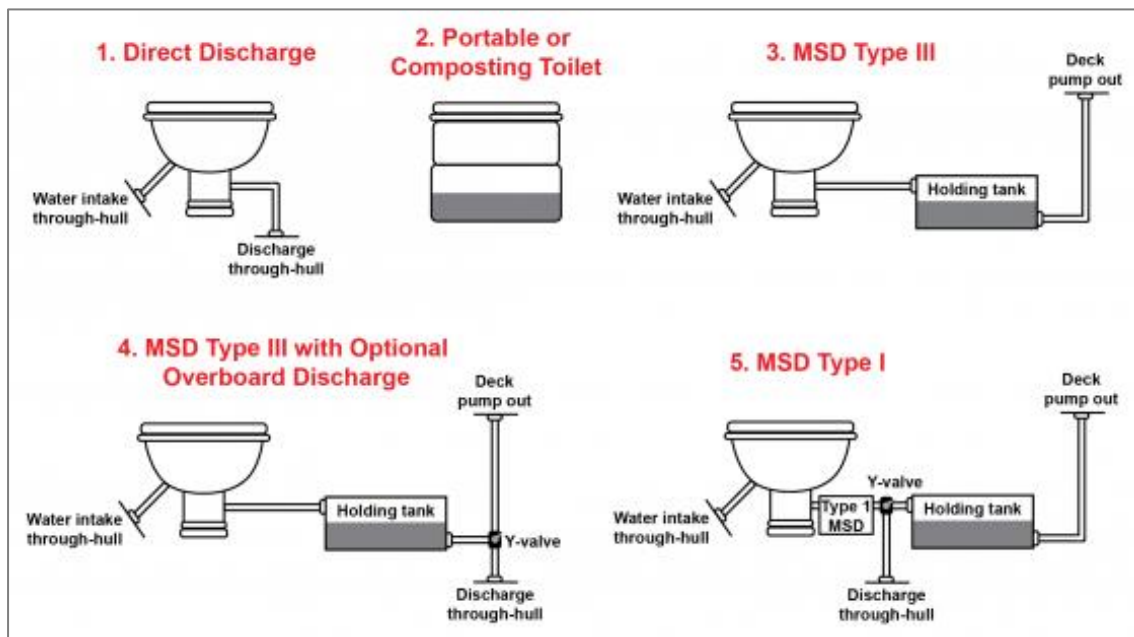 1. Direct Discharge
Water intake
through-hull
Discharge
through-hull
2. Portable or
Composting Toilet
3. MSD Type III
Deck
pump out
Water intake
through-hull
Holding tank
4. MSD Type III with Optional
Overboard Discharge
Deck
pump out
Water intake
through-hull
Holding tank
Y-valve
Discharge
through-hull
5. MSD Type I
Deck
pump out
Water intake
through-hull
Type 1
MSD
Y-valve
Holding tank
Discharge
through-hull